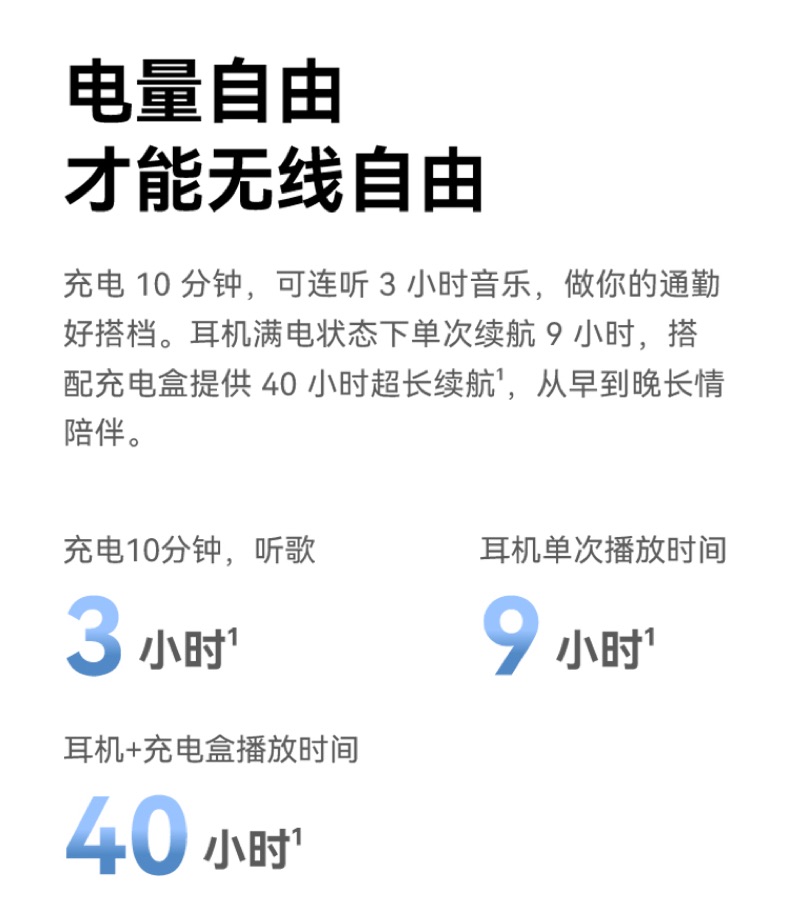 电量自由
才能无线自由
充电 10 分钟，可连听 3 小时音乐，做你的通勤
好搭档。耳机满电状态下单次续航 9 小时，搭
配充电盒提供 40 小时超长续航¹，从早到晚长情
陪伴。
充电10分钟，听歌
3 小时¹
耳机单次播放时间
9 小时¹
耳机+充电盒播放时间
40 小时¹